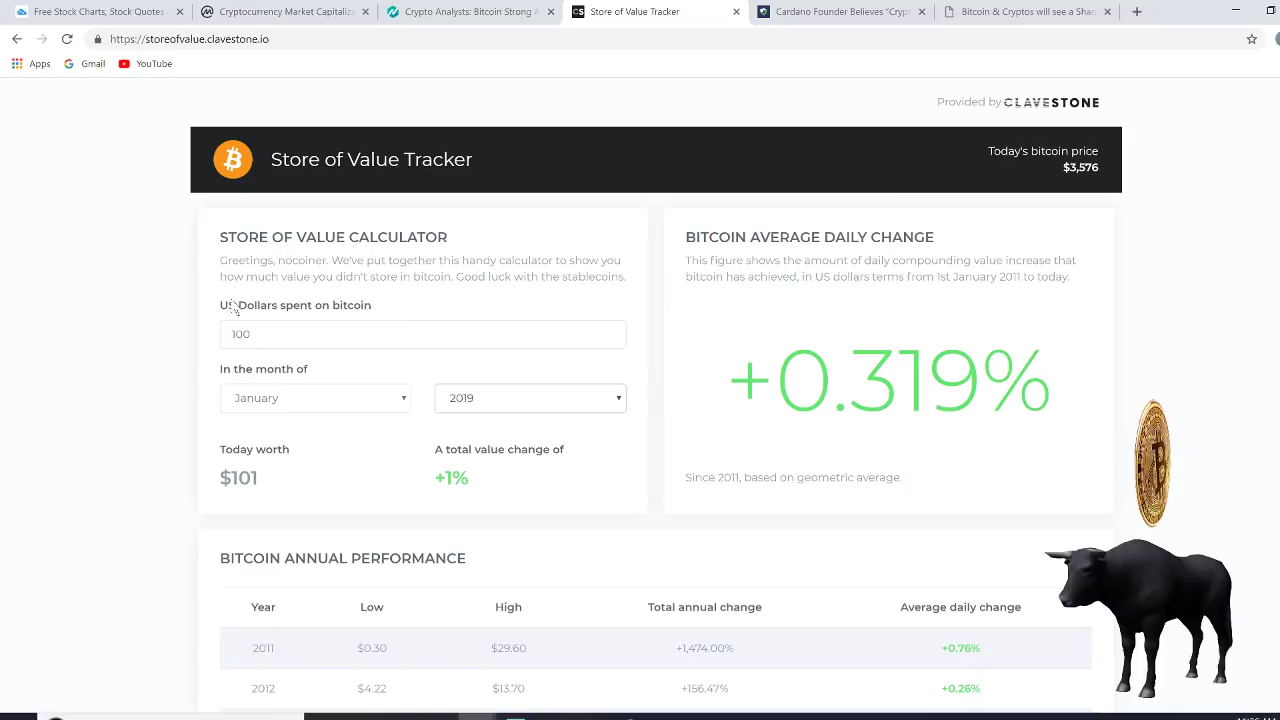 Free Stock Charts, Stock Quotes
Cryptocurrency Market Capitaliz
Crypto Analysts: Bitcoin Strong A
Store of Value Tracker
Cardano Founder Believes "Cryp
Bitcoin & Cryptos will see a Shar
https://storeofvalue.clavestone.io
Apps
Gmail
YouTube
Provided by CLAVESTONE
Store of Value Tracker
Today's bitcoin price
$3,576
STORE OF VALUE CALCULATOR
Greetings, nocoiner. We've put together this handy calculator to show you
how much value you didn't store in bitcoin. Good luck with the stablecoins.
US Dollars spent on bitcoin
100
In the month of
January
2019
Today worth
A total value change of
$101
+1%
BITCOIN AVERAGE DAILY CHANGE
This figure shows the amount of daily compounding value increase that
bitcoin has achieved, in US dollars terms from 1st January 2011 to today.
+0.319%
Since 2011, based on geometric average.
BITCOIN ANNUAL PERFORMANCE
Year Low High Total annual change Average daily change
2011 $0.30 $29.60 +1,474.00% +0.76%
2012 $4.22 $13.70 +156.47% +0.26%